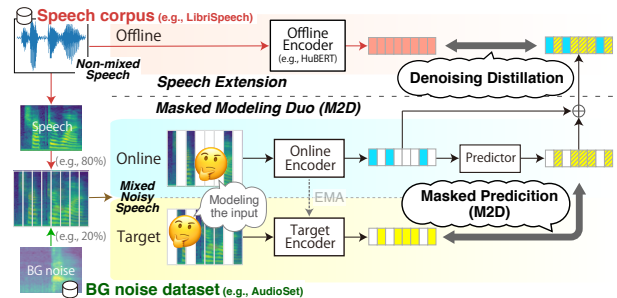 Speech corpus (e.g., LibriSpeech)
Offline
Offline
Encoder
(e.g., HuBERT)
Non-mixed
Speech
Speech Extension
Denoising Distillation
Masked Modeling Duo (M2D)
Speech
(e.g., 80%)
Online
Online
Encoder
Predictor
Mixed
Noisy
Speech
Modeling
the input
EMA
Masked Predicition
(M2D)
(e.g., 20%)
Target
Target
Encoder
BG noise
BG noise dataset (e.g., AudioSet)